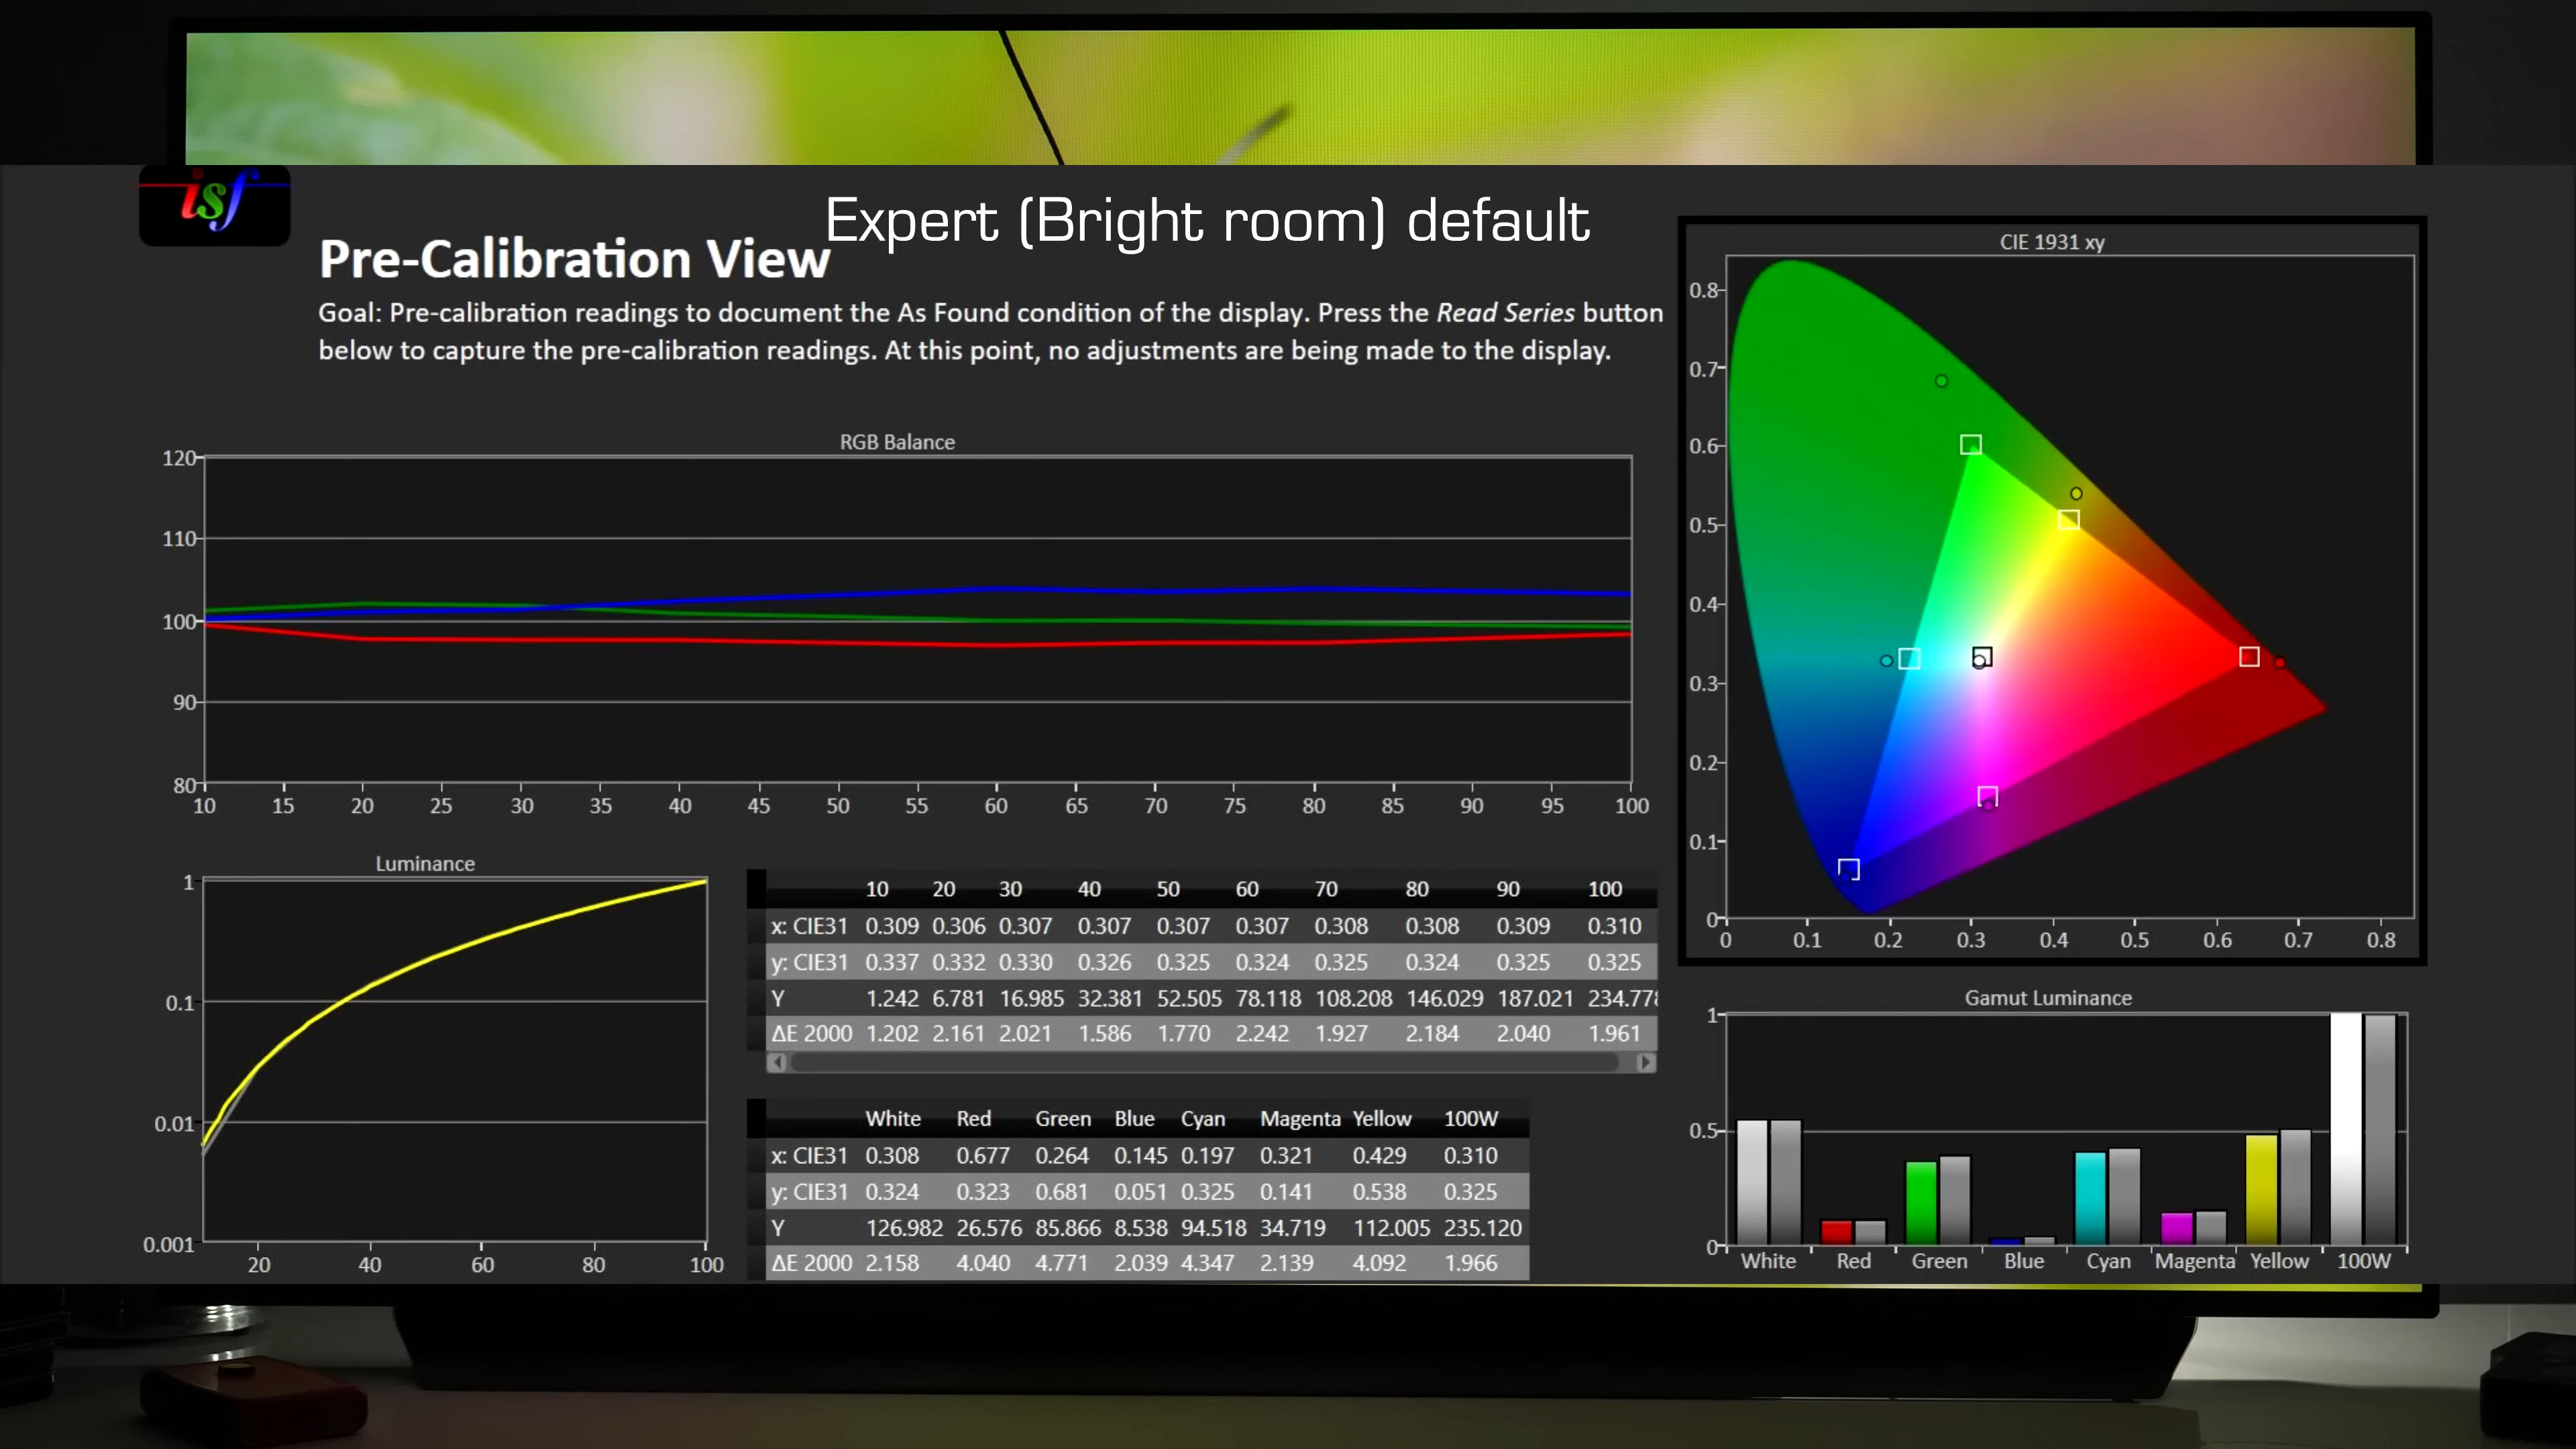 isf
Expert (Bright room) default
Pre-Calibration View
Goal: Pre-calibration readings to document the As Found condition of the display. Press the Read Series button
below to capture the pre-calibration readings. At this point, no adjustments are being made to the display.
RGB Balance
120
110
100
90
80
10 15 20 25 30 35 40 45 50 55 60 65 70 75 80 85 90 95 100
Luminance
1
0.1
0.01
0.001
20 40 60 80 100
10 20 30 40 50 60 70 80 90 100
x: CIE31 0.309 0.306 0.307 0.307 0.307 0.307 0.308 0.308 0.309 0.310
y: CIE31 0.337 0.332 0.330 0.326 0.325 0.324 0.325 0.324 0.325 0.325
Y 1.242 6.781 16.985 32.381 52.505 78.118 108.208 146.029 187.021 234.778
ΔE 2000 1.202 2.161 2.021 1.586 1.770 2.242 1.927 2.184 2.040 1.961
White Red Green Blue Cyan Magenta Yellow 100W
x: CIE31 0.308 0.677 0.264 0.145 0.197 0.321 0.429 0.310
y: CIE31 0.324 0.323 0.681 0.051 0.325 0.141 0.538 0.325
Y 126.982 26.576 85.866 8.538 94.518 34.719 112.005 235.120
ΔE 2000 2.158 4.040 4.771 2.039 4.347 2.139 4.092 1.966
CIE 1931 xy
0.8
0.7
0.6
0.5
0.4
0.3
0.2
0.1
0
0 0.1 0.2 0.3 0.4 0.5 0.6 0.7 0.8
Gamut Luminance
1
0.5
0
White Red Green Blue Cyan Magenta Yellow 100W